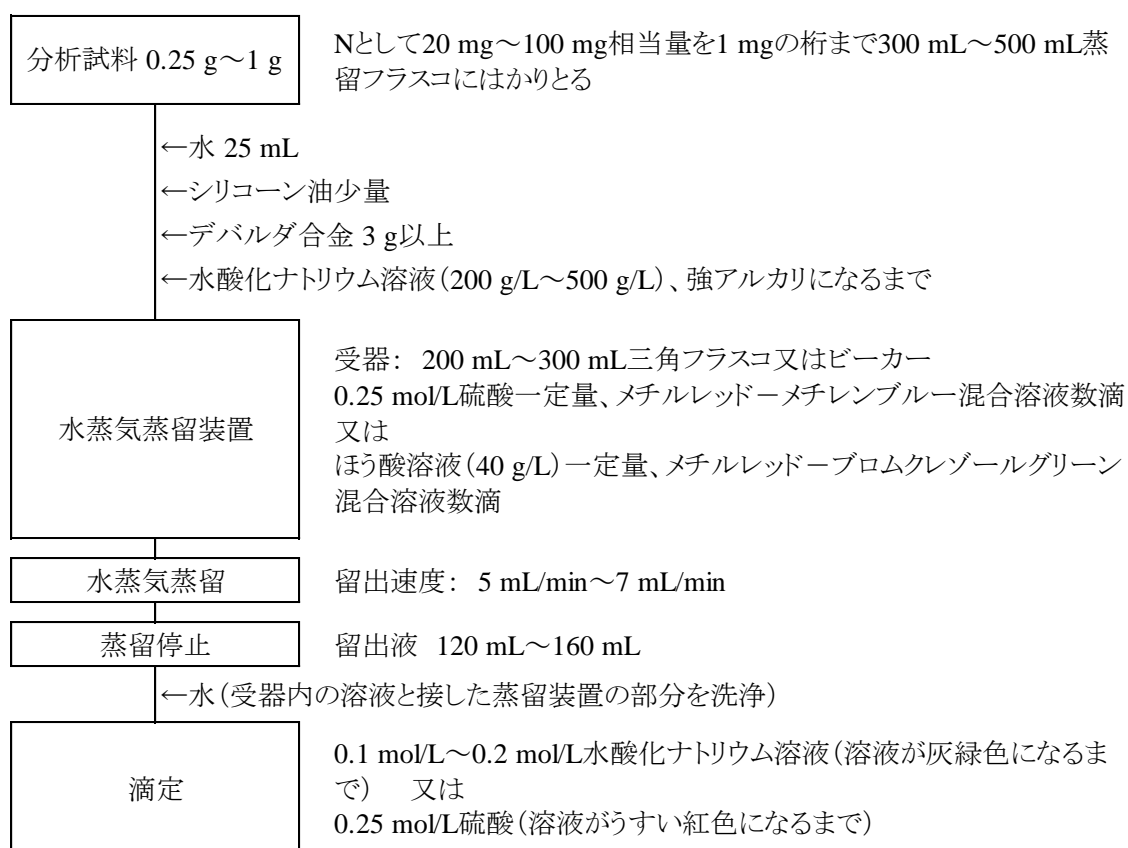 分析試料 0.25 g～1 g
Nとして20 mg～100 mg相当量を1 mgの桁まで300 mL～500 mL蒸
留フラスコにはかりとる
←水 25 mL
←シリコーン油少量
←デバルダ合金 3 g以上
←水酸化ナトリウム溶液（200 g/L～500 g/L）、強アルカリになるまで
水蒸気蒸留装置
受器： 200 mL～300 mL三角フラスコ又はビーカー
0.25 mol/L硫酸一定量、メチルレッド－メチレンブルー混合溶液数滴
又は
ほう酸溶液（40 g/L）一定量、メチルレッド－ブロムクレゾールグリーン
混合溶液数滴
水蒸気蒸留
留出速度： 5 mL/min～7 mL/min
蒸留停止
留出液 120 mL～160 mL
←水（受器内の溶液と接した蒸留装置の部分を洗浄）
滴定
0.1 mol/L～0.2 mol/L水酸化ナトリウム溶液（溶液が灰緑色になるま
で） 又は
0.25 mol/L硫酸（溶液がうすい紅色になるまで）